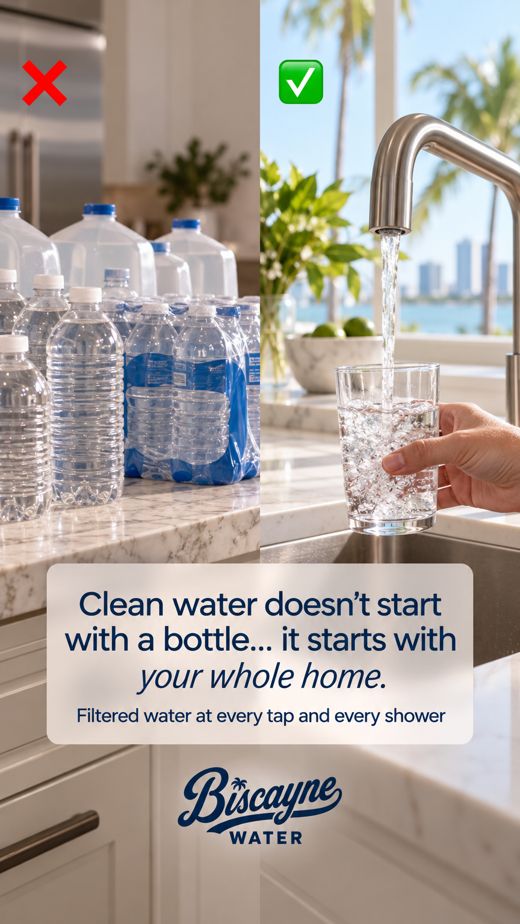 Clean water doesn't start
with a bottle... it starts with
your whole home.
Filtered water at every tap and every shower
Biscayne
WATER